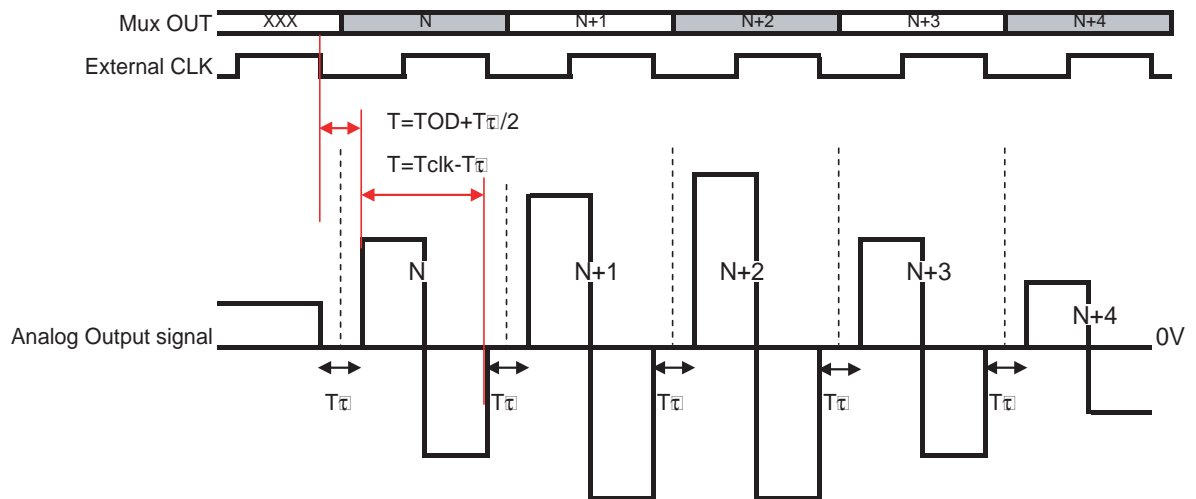 Mux OUT XXX N N+1 N+2 N+3 N+4
External CLK
T=TOD+Tτ/2
T=Tclk-Tτ
N N+1 N+2 N+3 N+4
Analog Output signal 0V
Tτ Tτ Tτ Tτ Tτ